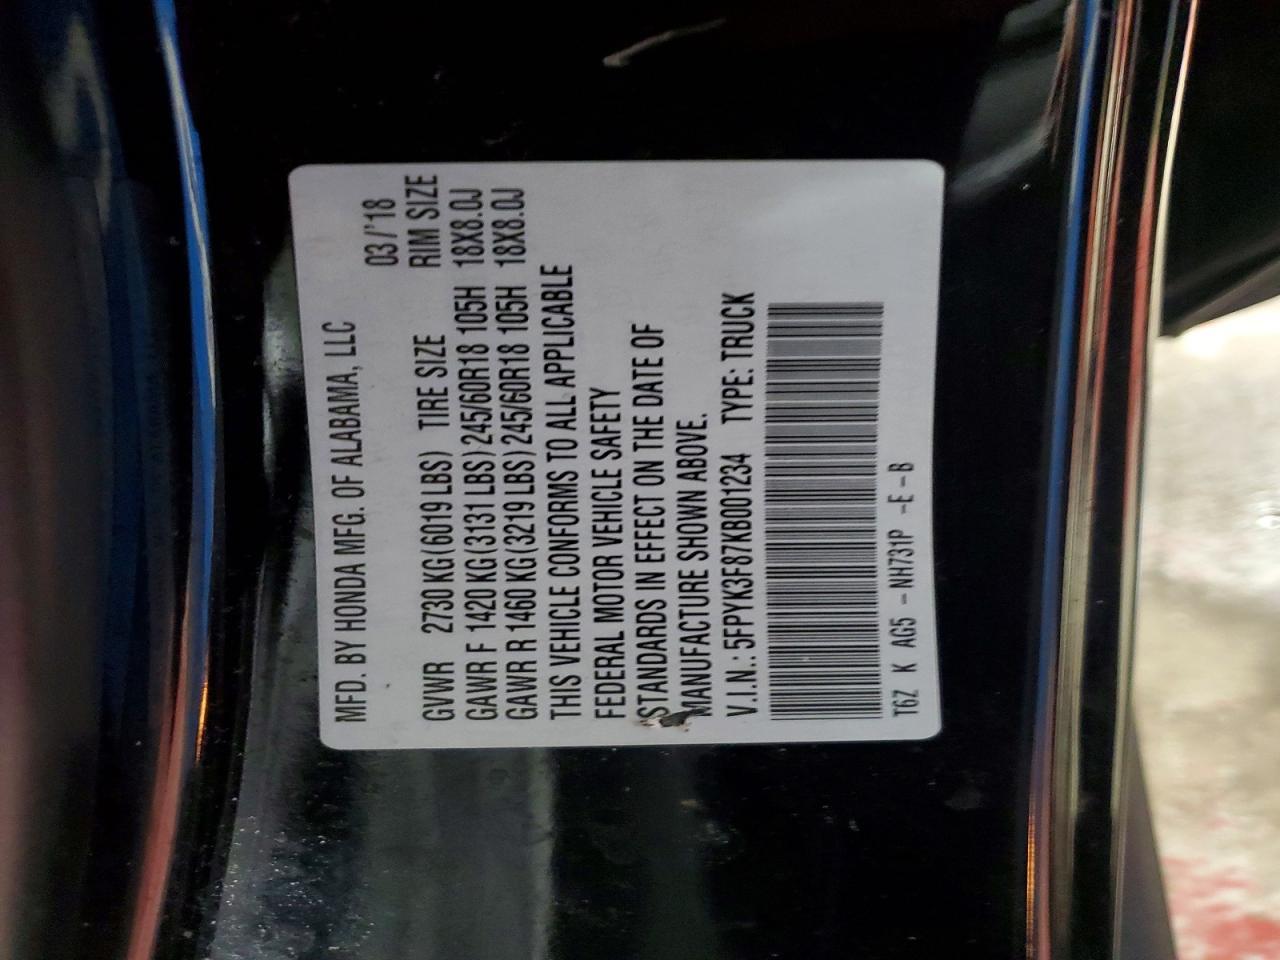 MFD. BY HONDA MFG. OF ALABAMA, LLC
03/'18
GVWR 2730 KG(6019 LBS) TIRE SIZE RIM SIZE
GAWR F 1420 KG(3131 LBS) 245/60R18 105H 18X8.0J
GAWR R 1460 KG(3219 LBS) 245/60R18 105H 18X8.0J
THIS VEHICLE CONFORMS TO ALL APPLICABLE
FEDERAL MOTOR VEHICLE SAFETY
STANDARDS IN EFFECT ON THE DATE OF
MANUFACTURE SHOWN ABOVE.
V.I.N.: 5FPYK3F87KB001234 TYPE: TRUCK
T6Z K AG5 -NH731P -E-B